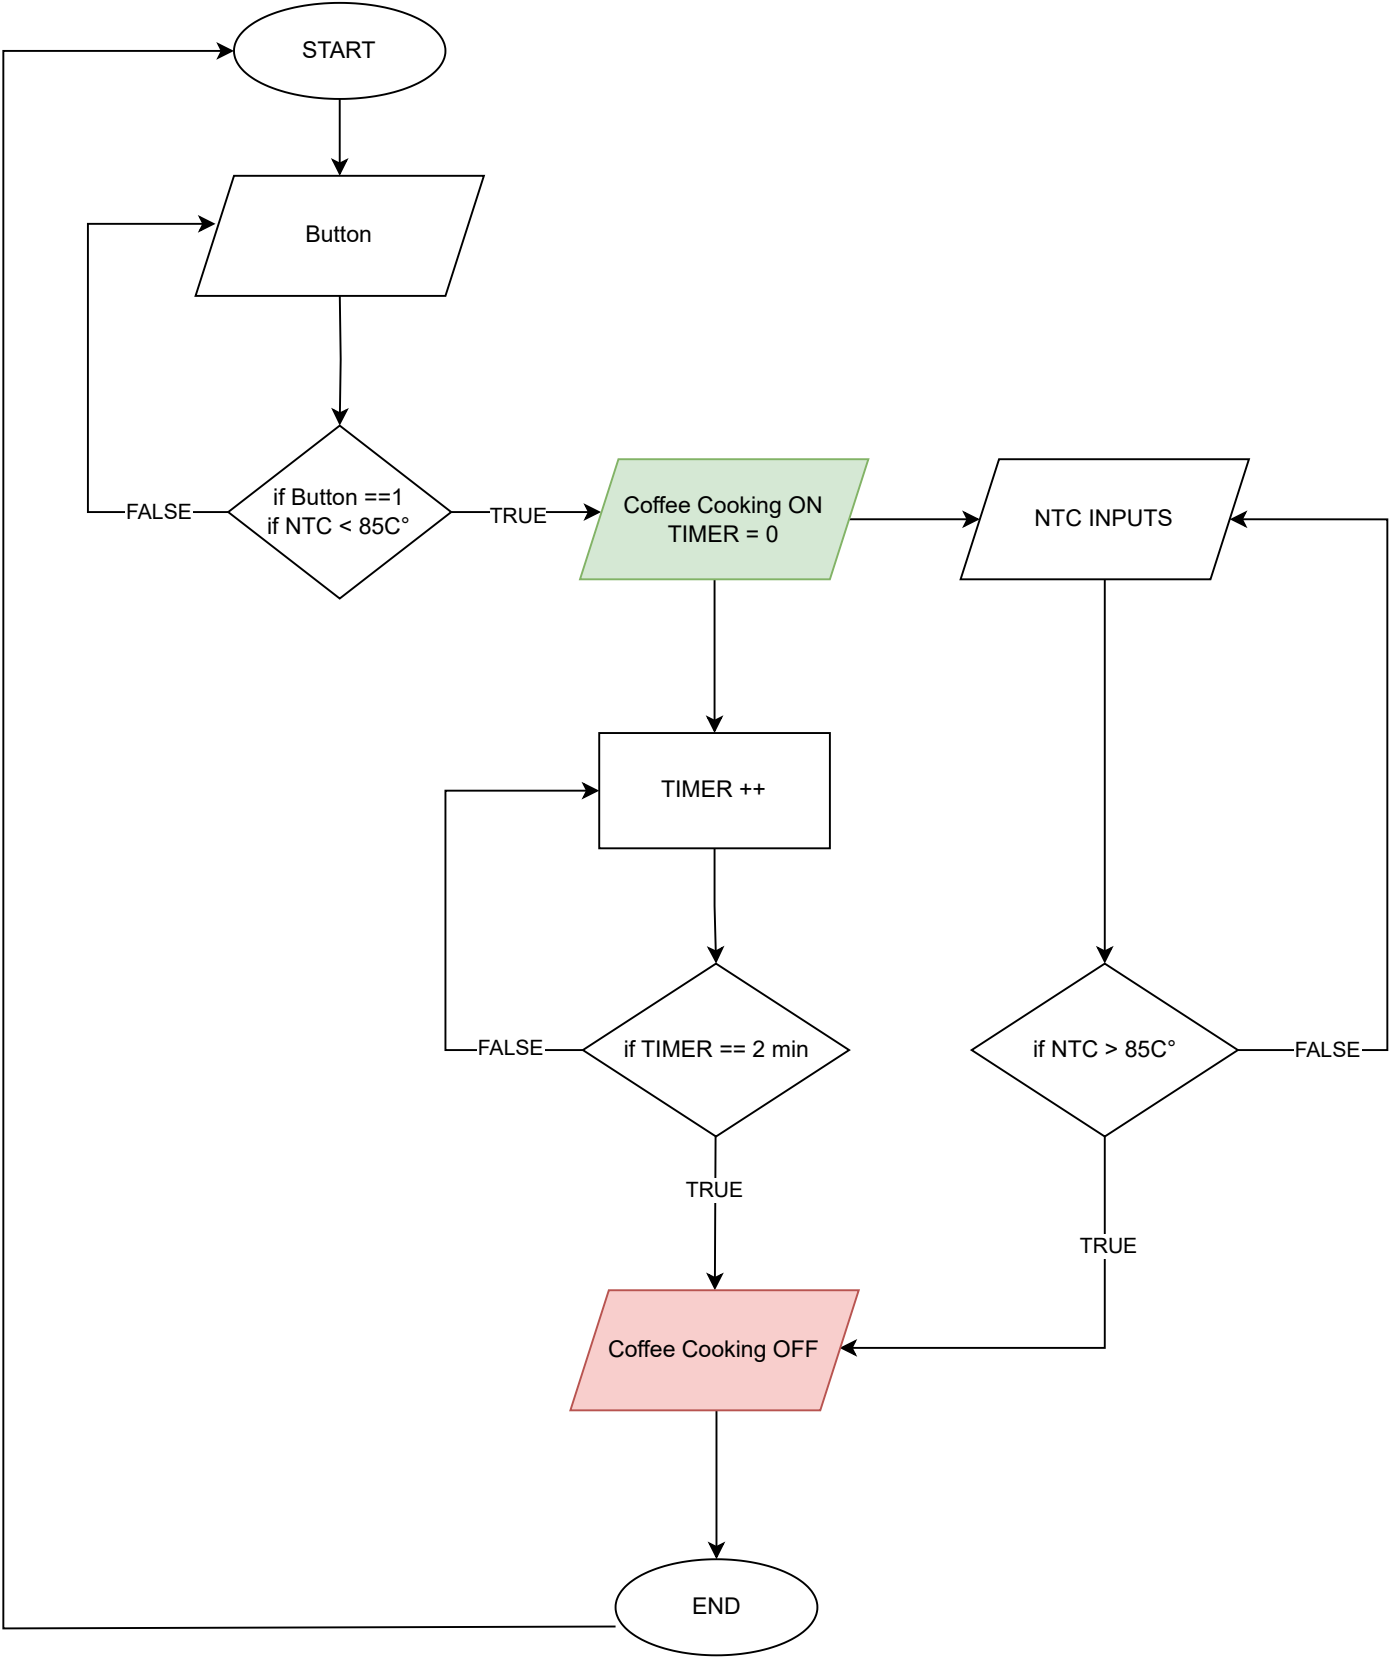 START
Button
if Button ==1
if NTC < 85C°
FALSE
TRUE
Coffee Cooking ON
TIMER = 0
NTC INPUTS
TIMER ++
if TIMER == 2 min
FALSE
if NTC > 85C°
FALSE
TRUE
TRUE
Coffee Cooking OFF
END